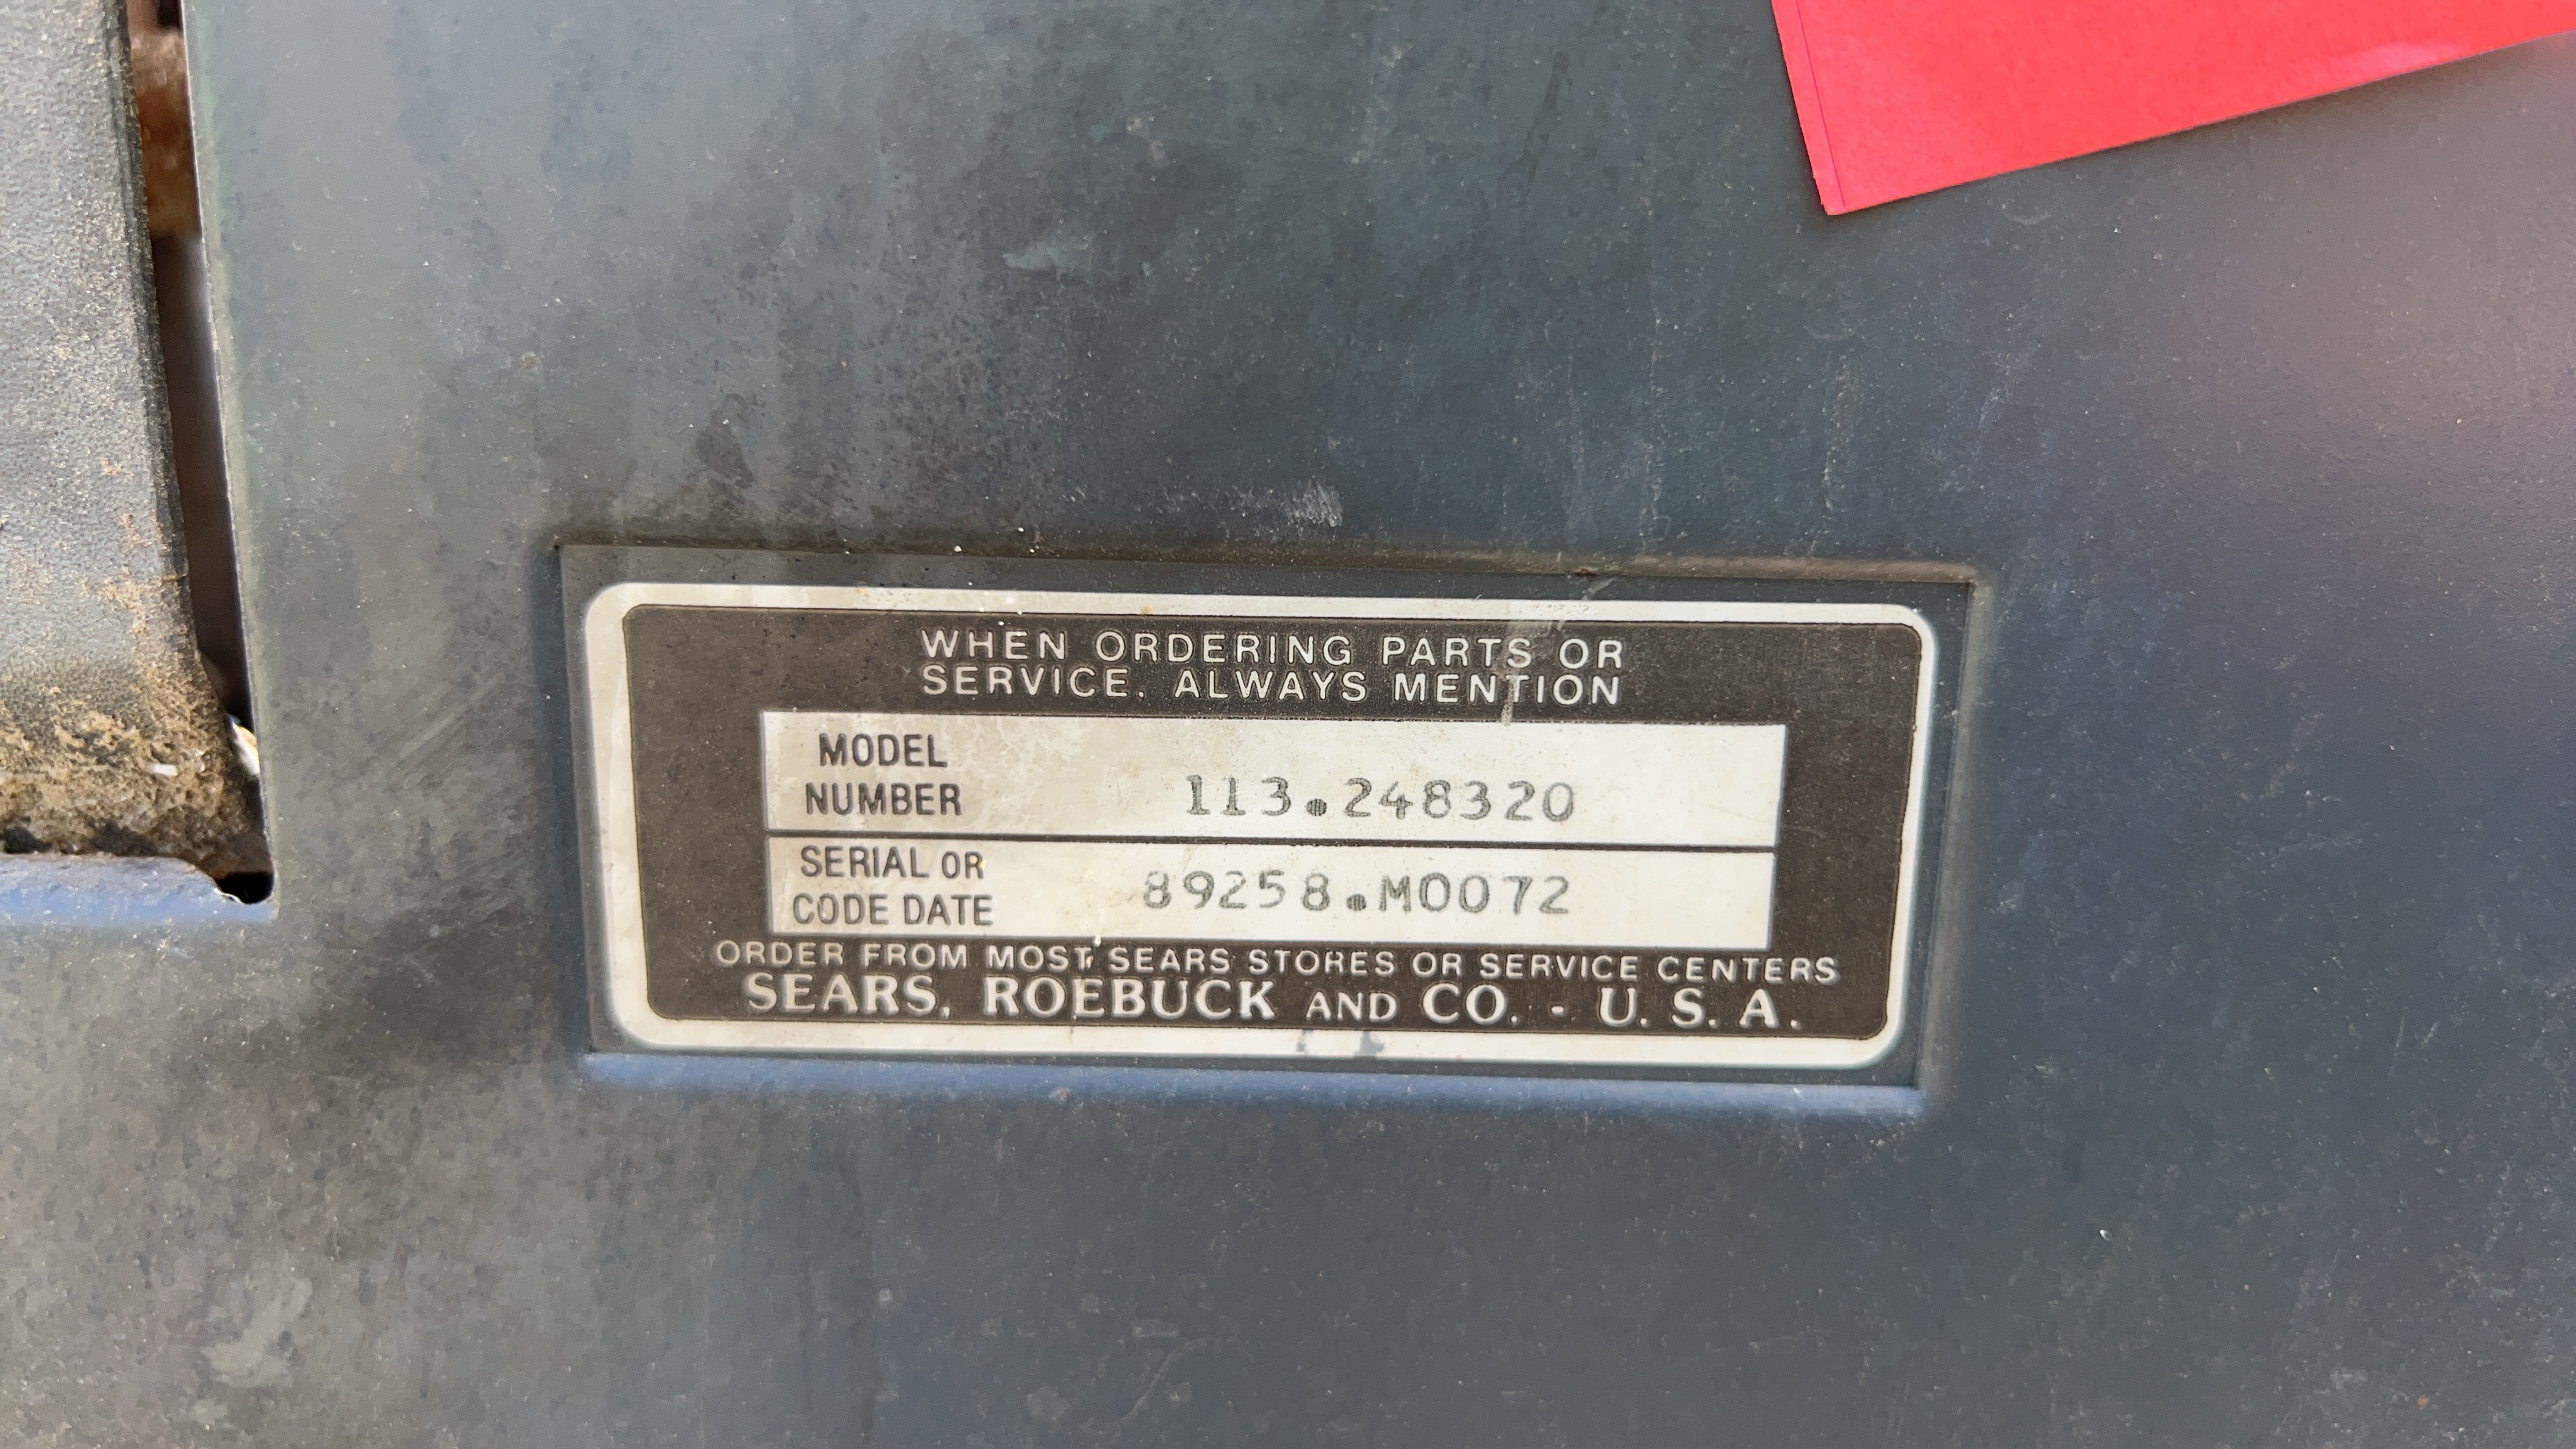 WHEN ORDERING PARTS OR
SERVICE, ALWAYS MENTION
MODEL
NUMBER 113.248320
SERIAL OR
CODE DATE 89258.M0072
ORDER FROM MOST SEARS STORES OR SERVICE CENTERS
SEARS, ROEBUCK AND CO. - U. S. A.